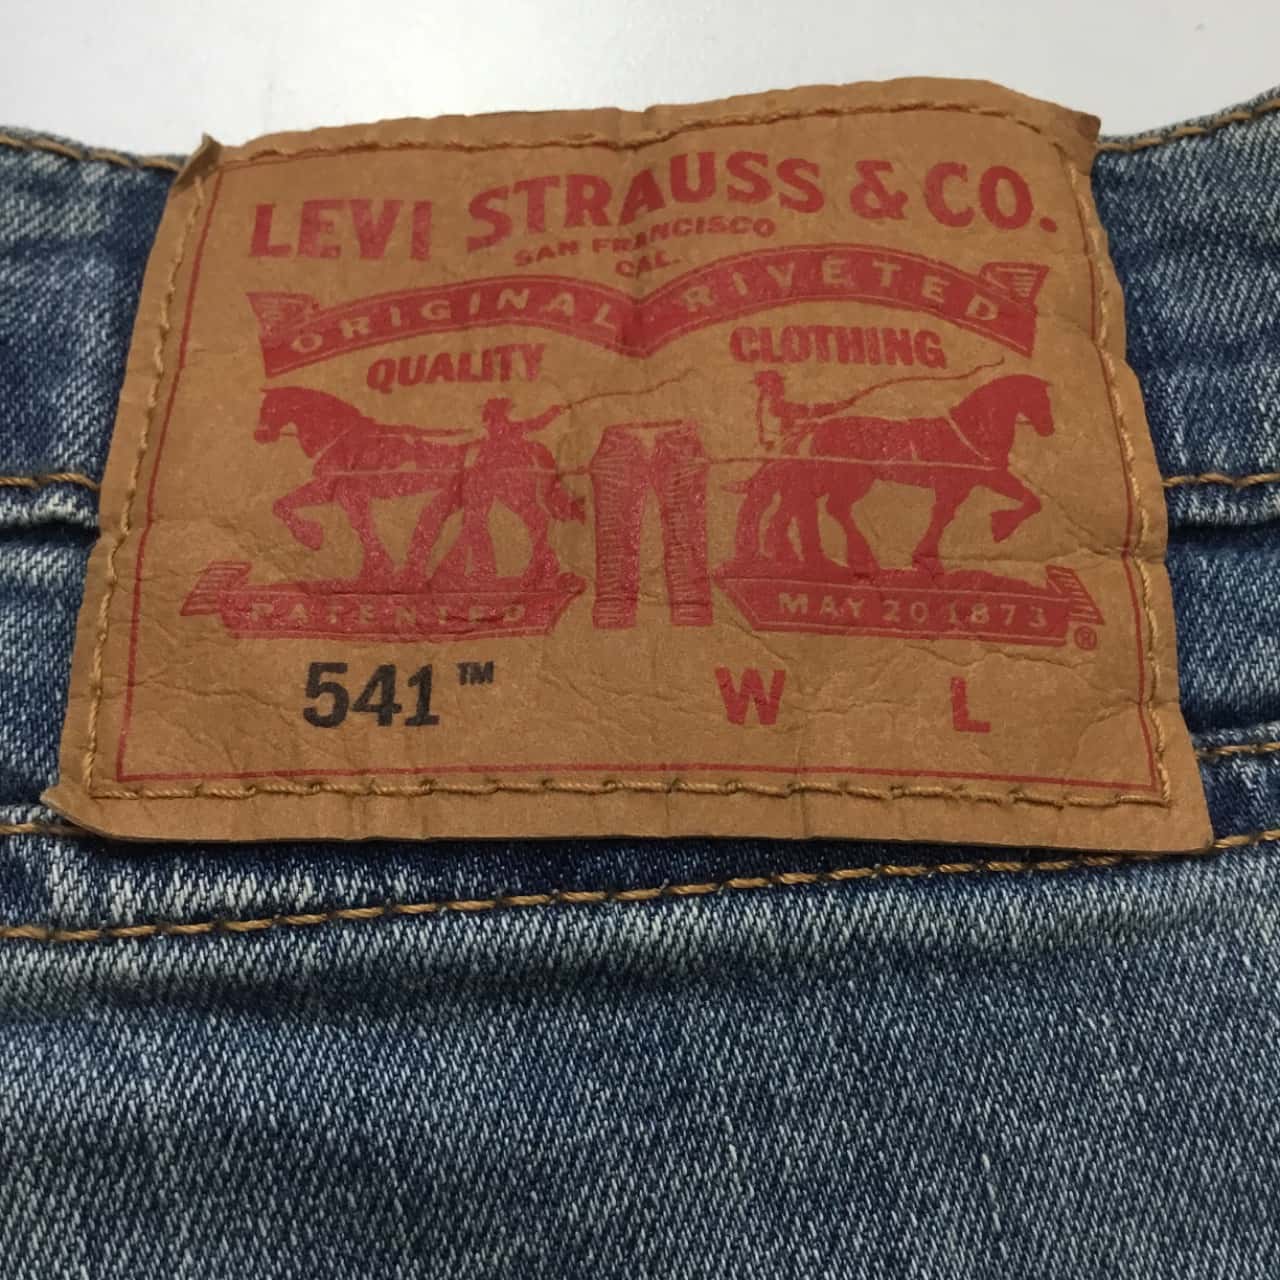 LEVI STRAUSS & CO.
SAN FRANCISCO
CAL.
ORIGINAL RIVETED
QUALITY CLOTHING
PATENTED MAY 20 1873 ®
541™ W L